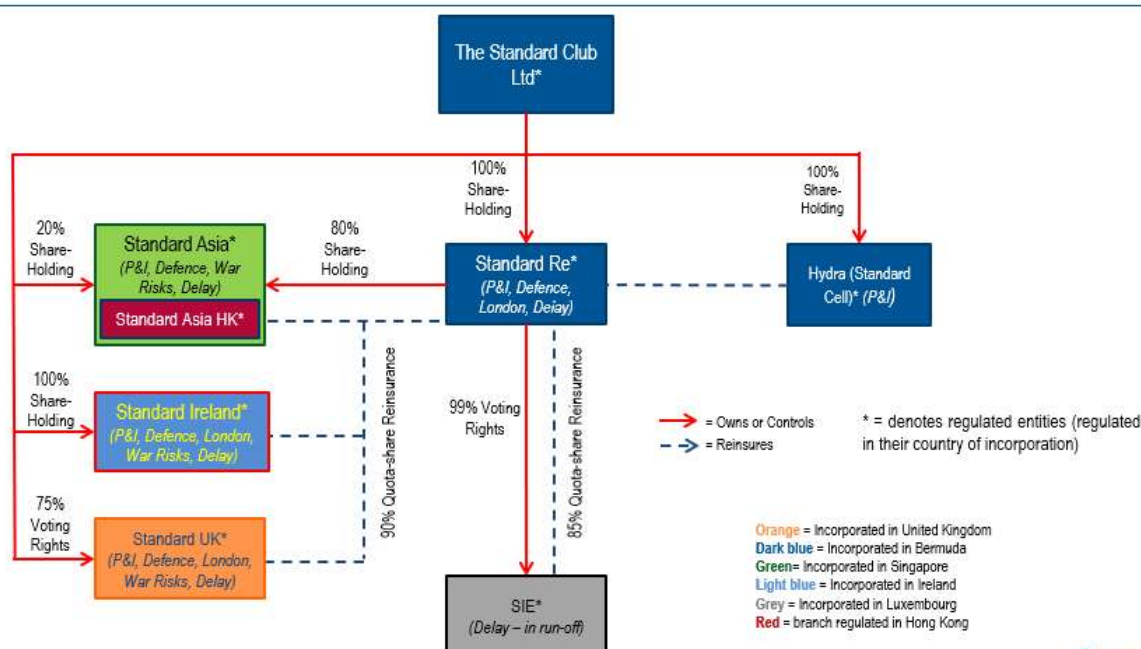 The Standard Club
Ltd*
100%
Share-
Holding
100%
Share-
Holding
20%
Share-
Holding
Standard Asia*
(P&I, Defence, War
Risks, Delay)
Standard Asia HK*
80%
Share-
Holding
Standard Re*
(P&I, Defence,
London, Delay)
Hydra (Standard
Cell)* (P&I)
100%
Share-
Holding
Standard Ireland*
(P&I, Defence, London,
War Risks, Delay)
90% Quota-share Reinsurance
99% Voting
Rights
85% Quota-share Reinsurance
= Owns or Controls
= Reinsures
* = denotes regulated entities (regulated
in their country of incorporation)
75%
Voting
Rights
Standard UK*
(P&I, Defence, London,
War Risks, Delay)
SIE*
(Delay – in run-off)
Orange = Incorporated in United Kingdom
Dark blue = Incorporated in Bermuda
Green= Incorporated in Singapore
Light blue = Incorporated in Ireland
Grey = Incorporated in Luxembourg
Red = branch regulated in Hong Kong